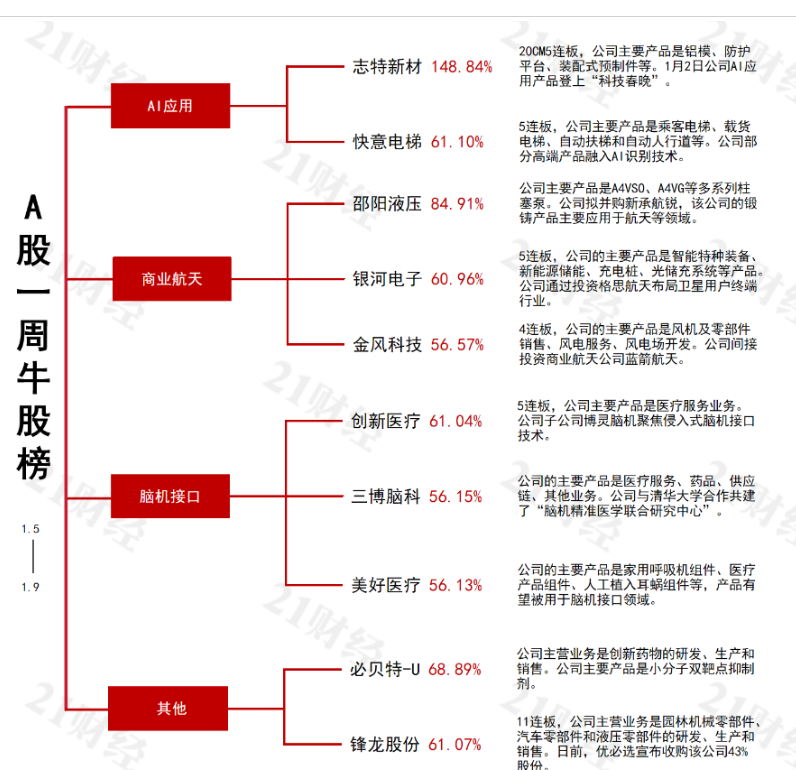 A股一周牛股榜
1.5
1.9
AI应用
志特新材 148.84%
20CM5连板，公司主要产品是铝模、防护
平台、装配式预制件等。1月2日公司AI应
用产品登上“科技春晚”。
快意电梯 61.10%
5连板，公司主要产品是乘客电梯、载货
电梯、自动扶梯和自动人行道等。公司部
分高端产品融入AI识别技术。
商业航天
邵阳液压 84.91%
公司主要产品是A4VSO、A4VG等多系列柱
塞泵。公司拟并购新承航锐，该公司的锻
铸产品主要应用于航天等领域。
银河电子 60.96%
5连板，公司的主要产品是智能特种装备、
新能源储能、充电桩、光储充系统等产品。
公司通过投资格思航天布局卫星用户终端
行业。
金风科技 56.57%
4连板，公司的主要产品是风机及零部件
销售、风电服务、风电场开发。公司间接
投资商业航天公司蓝箭航天。
脑机接口
创新医疗 61.04%
5连板，公司主要产品是医疗服务业务。
公司子公司博灵脑机聚焦侵入式脑机接口
技术。
三博脑科 56.15%
公司的主要产品是医疗服务、药品、供应
链、其他业务。公司与清华大学合作共建
了“脑机精准医学联合研究中心”。
美好医疗 56.13%
公司的主要产品是家用呼吸机组件、医疗
产品组件、人工植入耳蜗组件等，产品有
望被用于脑机接口领域。
其他
必贝特-U 68.89%
公司主营业务是创新药物的研发、生产和
销售。公司主要产品是小分子双靶点抑制
剂。
锋龙股份 61.07%
11连板，公司主营业务是园林机械零部件、
汽车零部件和液压零部件的研发、生产和
销售。日前，优必选宣布收购该公司43%
股份。
21财经